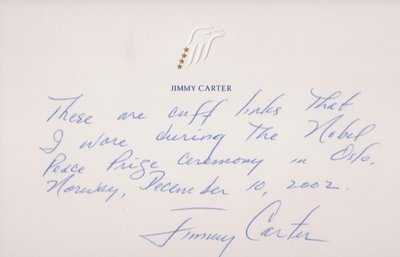 JIMMY CARTER
These are cuff links that
I wore during the Nobel
Peace Prize ceremony in Oslo,
Norway, December 10, 2002.
Jimmy Carter